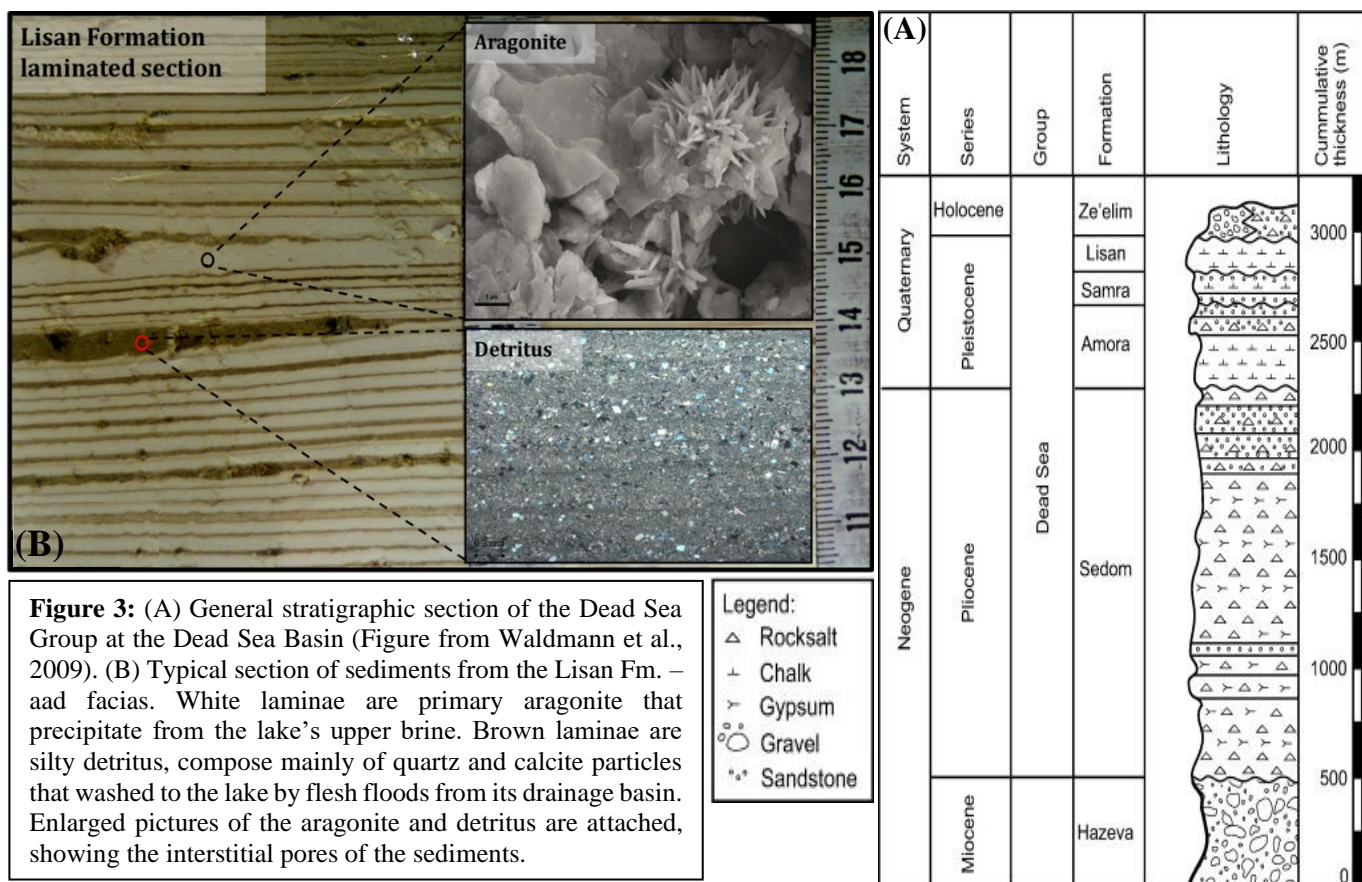 Lisan Formation
laminated section
Aragonite
Detritus
(B)
18
17
16
15
14
13
12
11
Figure 3: (A) General stratigraphic section of the Dead Sea
Group at the Dead Sea Basin (Figure from Waldmann et al.,
2009). (B) Typical section of sediments from the Lisan Fm. –
aad facias. White laminae are primary aragonite that
precipitate from the lake's upper brine. Brown laminae are
silty detritus, compose mainly of quartz and calcite particles
that washed to the lake by flesh floods from its drainage basin.
Enlarged pictures of the aragonite and detritus are attached,
showing the interstitial pores of the sediments.
Legend:
Rocksalt
Chalk
Gypsum
Gravel
Sandstone
(A)
System
Series
Group
Formation
Lithology
Cummulative
thickness (m)
Quaternary
Neogene
Holocene
Pleistocene
Pliocene
Miocene
Dead Sea
Ze'elim
Lisan
Samra
Amora
Sedom
Hazeva
3000
2500
2000
1500
1000
500
0